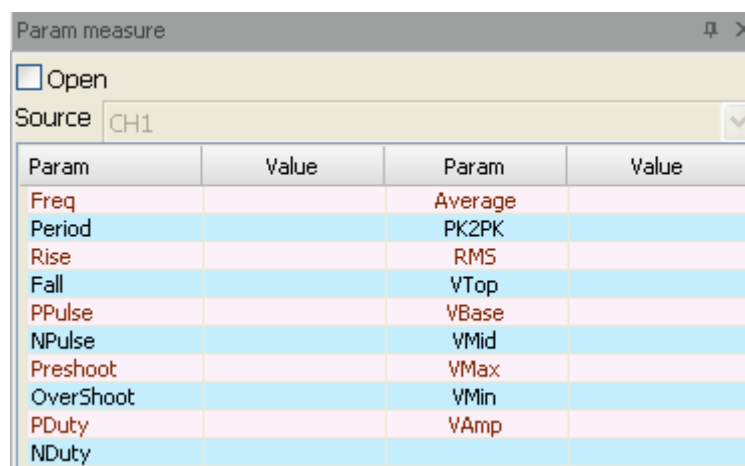 Param measure
Open
Source CH1
Param Value Param Value
Freq Average
Period PK2PK
Rise RMS
Fall VTop
PPulse VBase
NPulse VMid
Preshoot VMax
OverShoot VMin
PDuty VAmp
NDuty